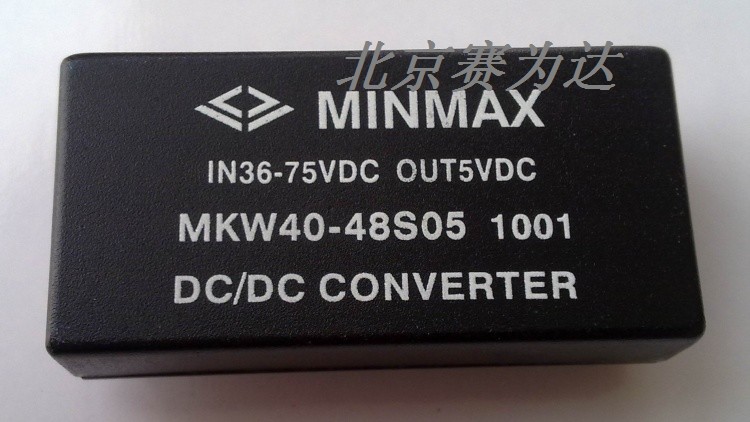 北京赛为达
MINMAX
IN36-75VDC OUT5VDC
MKW40-48S05 1001
DC/DC CONVERTER